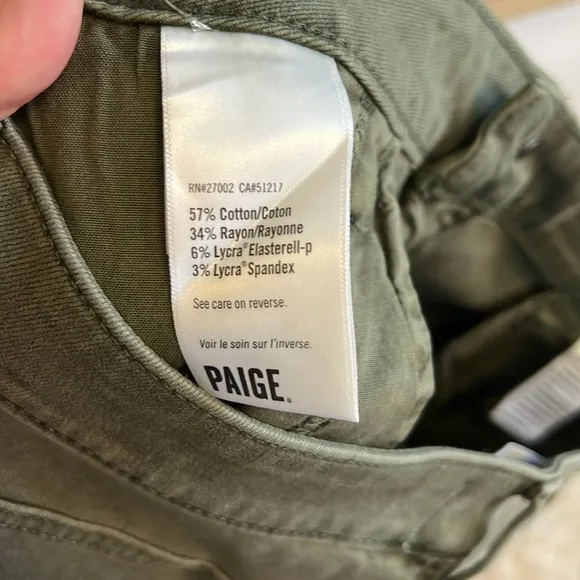 RN#27002 CA#51217
57% Cotton/Coton
34% Rayon/Rayonne
6% Lycra® Elasterell-p
3% Lycra® Spandex
See care on reverse.
Voir le soin sur l'inverse.
PAIGE.